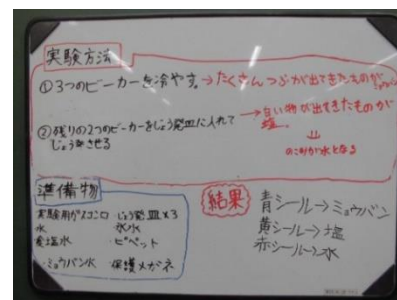 実験方法
①3つのビーカーを冷やす。→たくさんつぶが出てきたものが
②残りの2つのビーカーをじょう発皿に入れて
じょう発させる
→白い物が出てきたものが
塩。
⇓
のこりが水となる
準備物
実験用ガスコンロ ・じょう発皿×3
水 氷水
食塩水 ・ピペット
・ミョウバン水 ・保護メガネ
結果
青シール→ミョウバン
黄シール→塩
赤シール→水